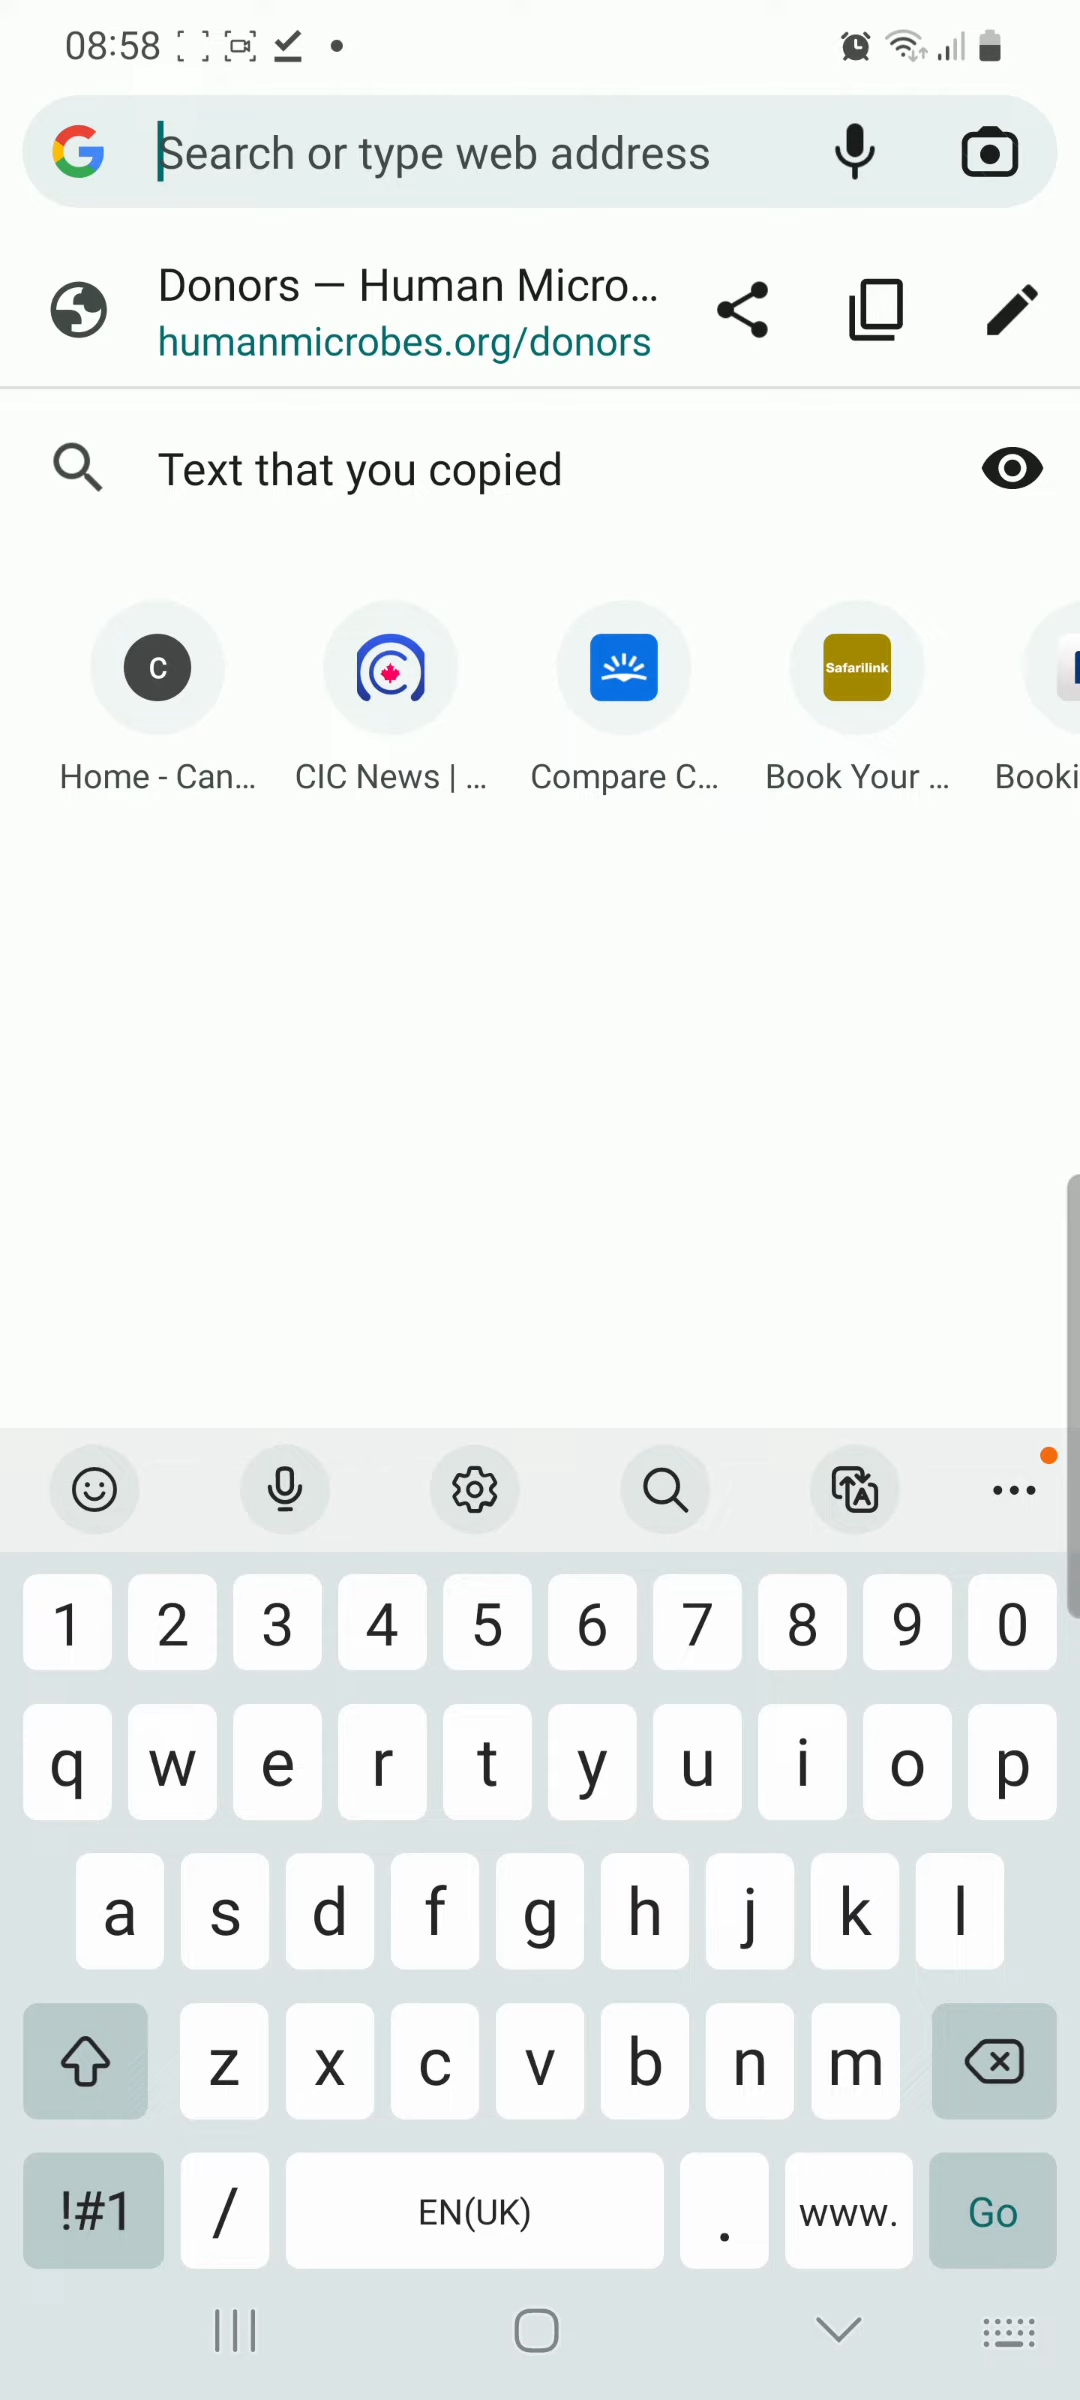 08:58
Search or type web address
Donors — Human Micro...
humanmicrobes.org/donors
Text that you copied
C
Safarilink
Home - Can...
CIC News | ...
Compare C...
Book Your ...
Booki
1 2 3 4 5 6 7 8 9 0
q w e r t y u i o p
a s d f g h j k l
z x c v b n m
!#1 / EN(UK) . www. Go